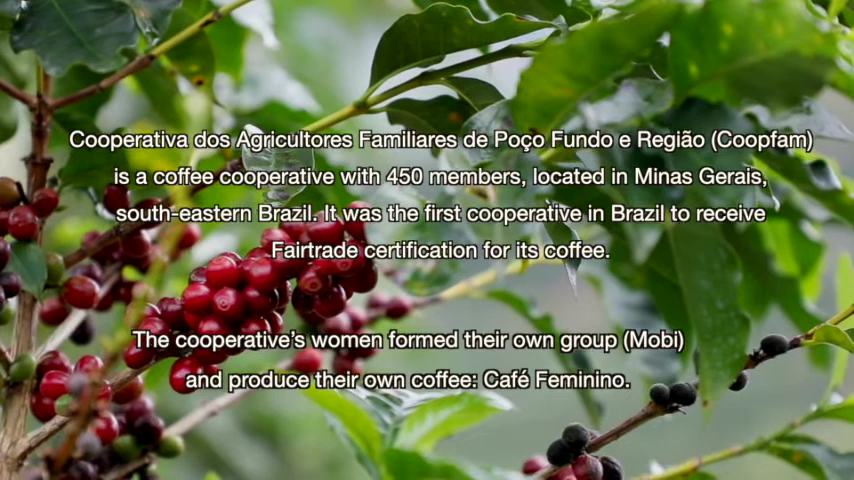 Cooperativa dos Agricultores Familiares de Poço Fundo e Região (Coopfam)
is a coffee cooperative with 450 members, located in Minas Gerais,
south-eastern Brazil. It was the first cooperative in Brazil to receive
Fairtrade certification for its coffee.
The cooperative's women formed their own group (Mobi)
and produce their own coffee: Café Feminino.